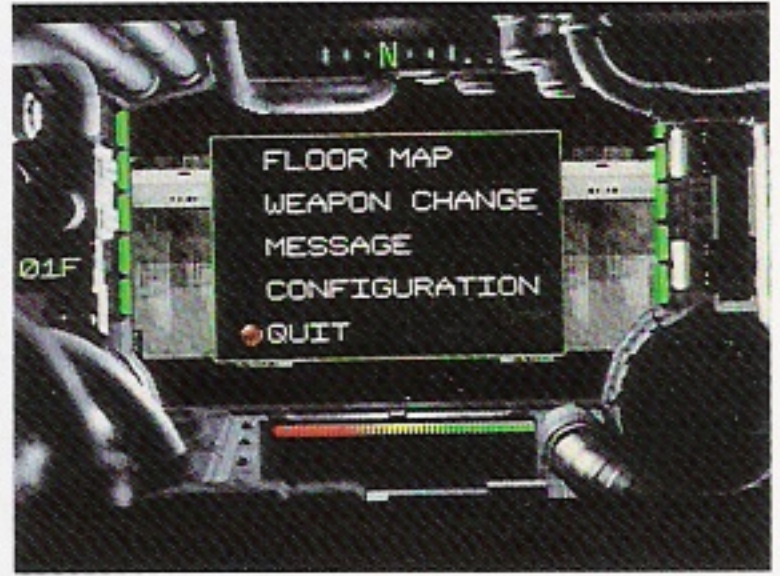 N
FLOOR MAP
WEAPON CHANGE
MESSAGE
01F
CONFIGURATION
QUIT